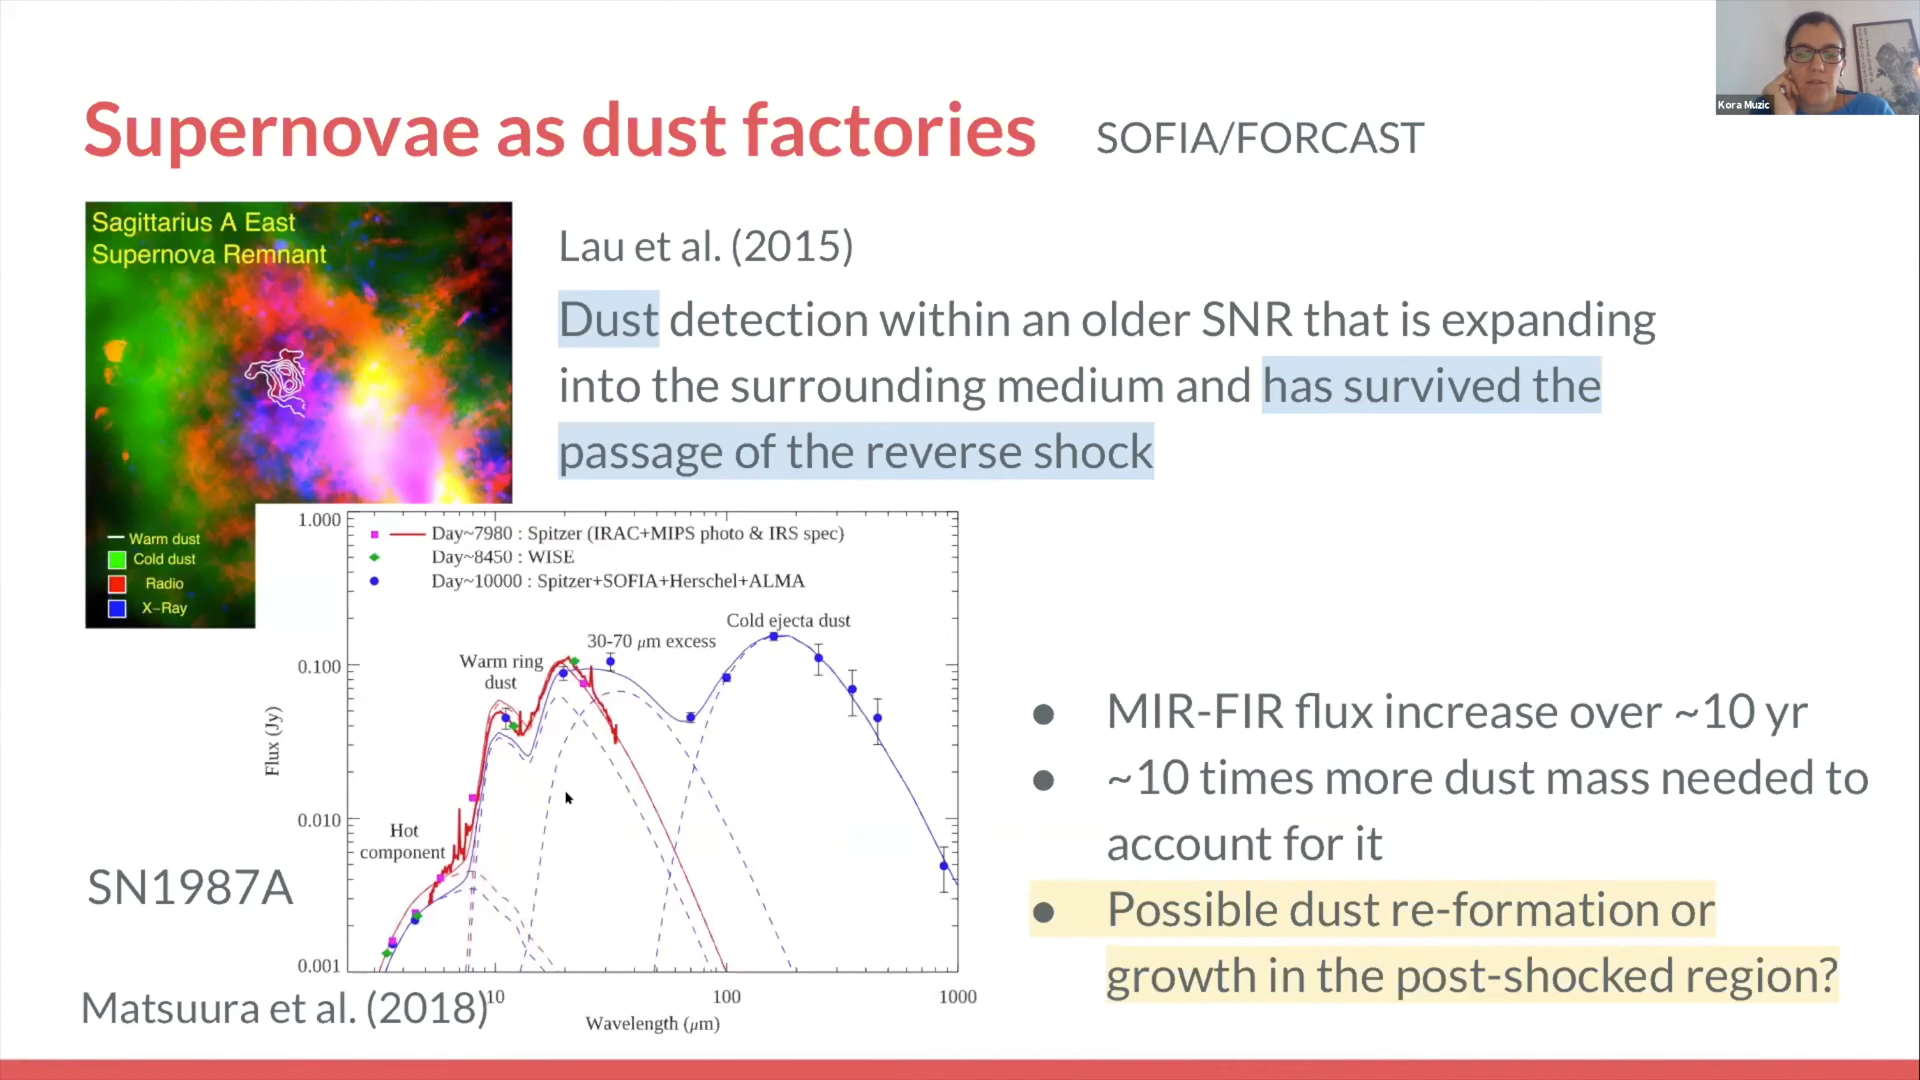 Kora Muzic
Supernovae as dust factories
SOFIA/FORCAST
Sagittarius A East
Supernova Remnant
Warm dust
Cold dust
Radio
X-Ray
Lau et al. (2015)
Dust detection within an older SNR that is expanding
into the surrounding medium and has survived the
passage of the reverse shock
1.000
0.100
0.010
0.001
Flux (Jy)
Day~7980 : Spitzer (IRAC+MIPS photo & IRS spec)
Day~8450 : WISE
Day~10000 : Spitzer+SOFIA+Herschel+ALMA
Cold ejecta dust
30-70 μm excess
Warm ring
dust
Hot
component
10
100
1000
Wavelength (μm)
SN1987A
Matsuura et al. (2018)
● MIR-FIR flux increase over ~10 yr
● ~10 times more dust mass needed to
account for it
● Possible dust re-formation or
growth in the post-shocked region?